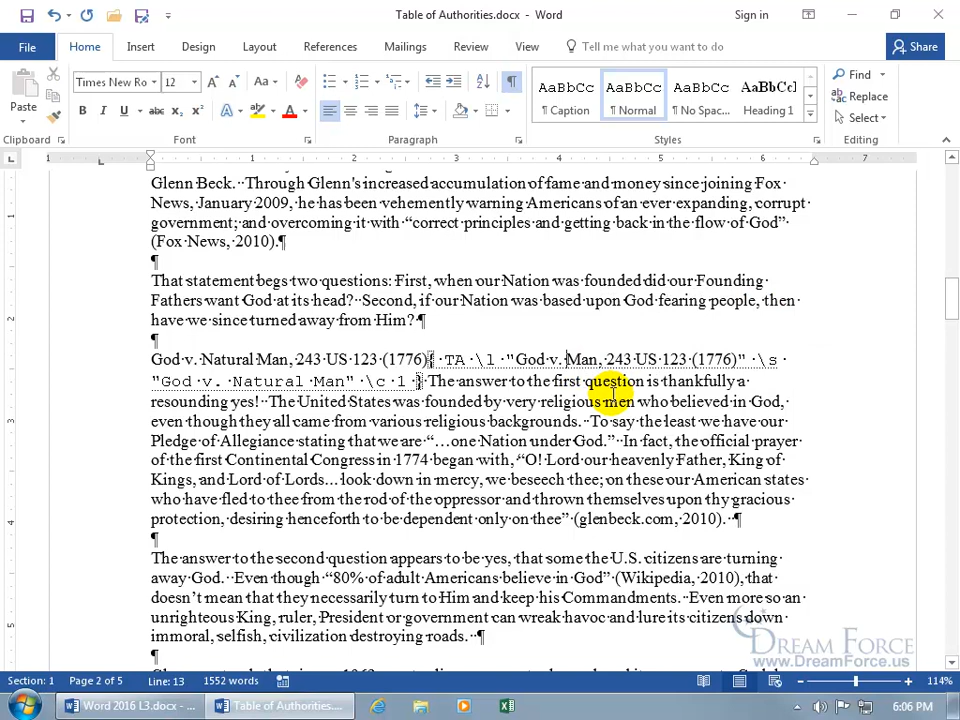 Table of Authorities.docx - Word
Sign in
File Home Insert Design Layout References Mailings Review View Tell me what you want to do Share
Times New Ro 12 Aa
Paste B I U abc X₂ X² A A
AaBbCc AaBbCc AaBbCc AaBbC
¶ Caption ¶ Normal ¶ No Spac... Heading 1
Find
Replace
Select
Clipboard Font Paragraph Styles Editing
1 1 2 3 4 5 6 7
Glenn Beck. Through Glenn's increased accumulation of fame and money since joining Fox
News, January 2009, he has been vehemently warning Americans of an ever expanding, corrupt
government; and overcoming it with “correct principles and getting back in the flow of God”
(Fox News, 2010).¶
¶
That statement begs two questions: First, when our Nation was founded did our Founding
Fathers want God at its head? Second, if our Nation was based upon God fearing people, then
have we since turned away from Him?¶
¶
God v. Natural Man, 243 US 123 (1776){ TA \l "God v. Man, 243 US 123 (1776)" \s
"God v. Natural Man" \c 1 } The answer to the first question is thankfully a
resounding yes! The United States was founded by very religious men who believed in God,
even though they all came from various religious backgrounds. To say the least we have our
Pledge of Allegiance stating that we are “…one Nation under God.” In fact, the official prayer
of the first Continental Congress in 1774 began with, “O! Lord our heavenly Father, King of
Kings, and Lord of Lords... look down in mercy, we beseech thee; on these our American states
who have fled to thee from the rod of the oppressor and thrown themselves upon thy gracious
protection, desiring henceforth to be dependent only on thee” (glenbeck.com, 2010). ¶
¶
The answer to the second question appears to be yes, that some the U.S. citizens are turning
away God. Even though “80% of adult Americans believe in God” (Wikipedia, 2010), that
doesn’t mean that they necessarily turn to Him and keep his Commandments. Even more so an
unrighteous King, ruler, President or government can wreak havoc and lure its citizens down
immoral, selfish, civilization destroying roads. ¶
¶
DREAM FORCE
www.DreamForce.us
Section: 1 Page 2 of 5 Line: 13 1552 words 114%
Word 2016 L3.docx - ... Table of Authorities.... 6:06 PM